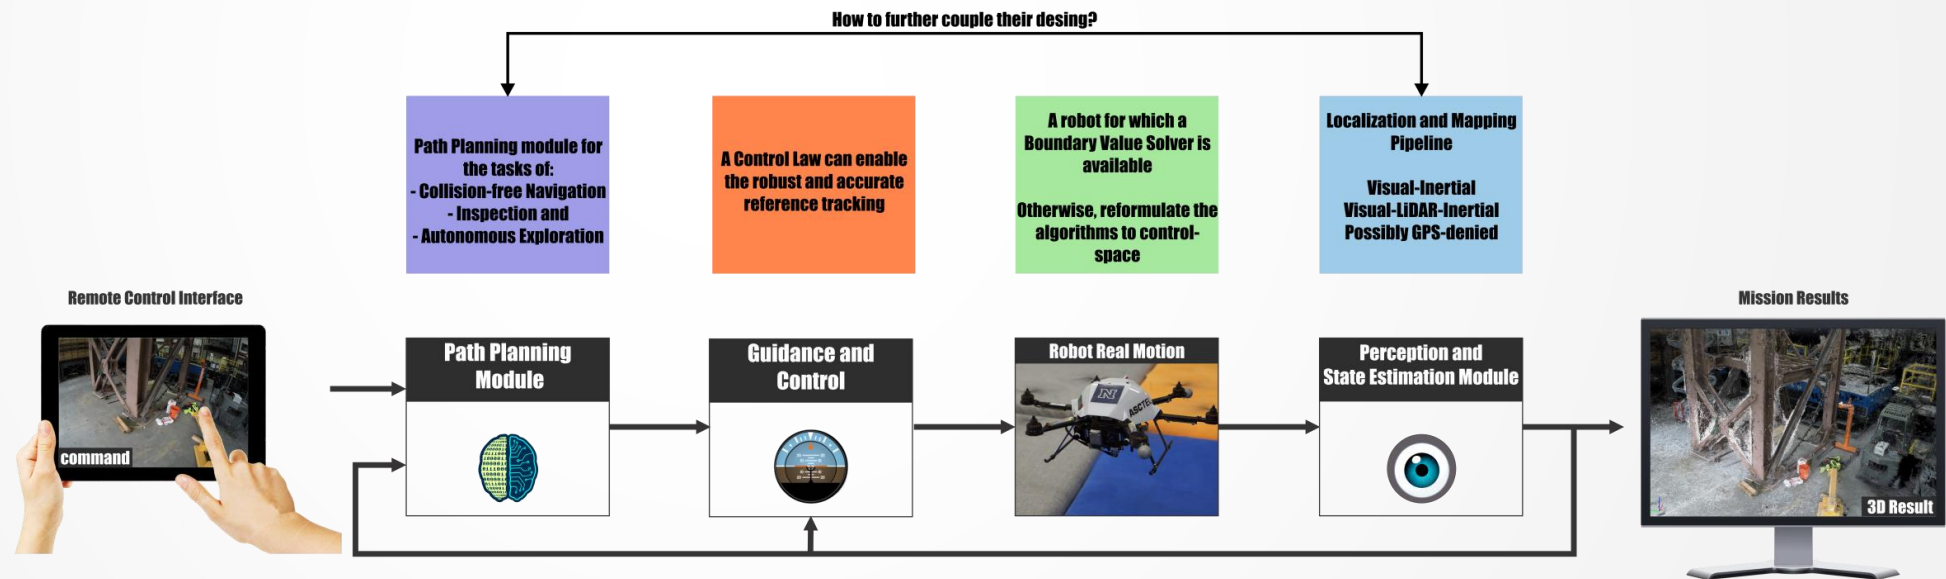 How to further couple their desing?
Path Planning module for
the tasks of:
- Collision-free Navigation
- Inspection and
- Autonomous Exploration
A Control Law can enable
the robust and accurate
reference tracking
A robot for which a
Boundary Value Solver is
available
Otherwise, reformulate the
algorithms to control-
space
Localization and Mapping
Pipeline
Visual-Inertial
Visual-LiDAR-Inertial
Possibly GPS-denied
Remote Control Interface
command
Path Planning
Module
Guidance and
Control
Robot Real Motion
N
ASCTEC
Perception and
State Estimation Module
Mission Results
3D Result